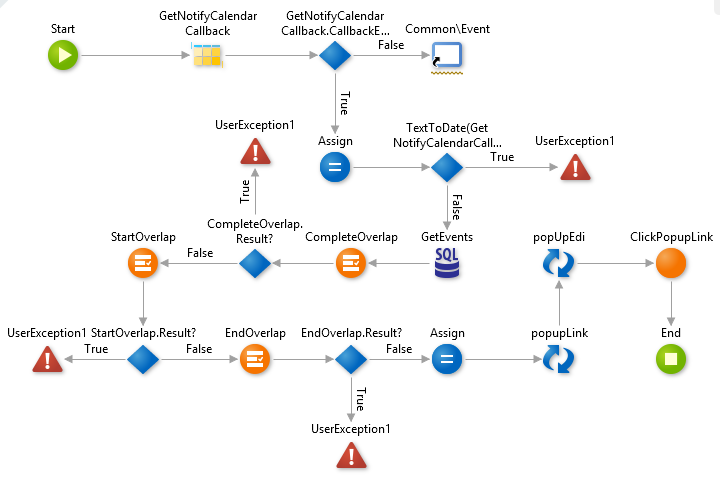 Start
GetNotifyCalendar
Callback
GetNotifyCalendar
Callback.CallbackE...
False
Common\Event
True
UserException1
Assign
TextToDate(Get
NotifyCalendarCall...
True
UserException1
True
False
StartOverlap
False
CompleteOverlap.
Result?
CompleteOverlap
GetEvents
SQL
popUpEdi
ClickPopupLink
UserException1
True
StartOverlap.Result?
False
EndOverlap
EndOverlap.Result?
False
Assign
popupLink
End
True
UserException1